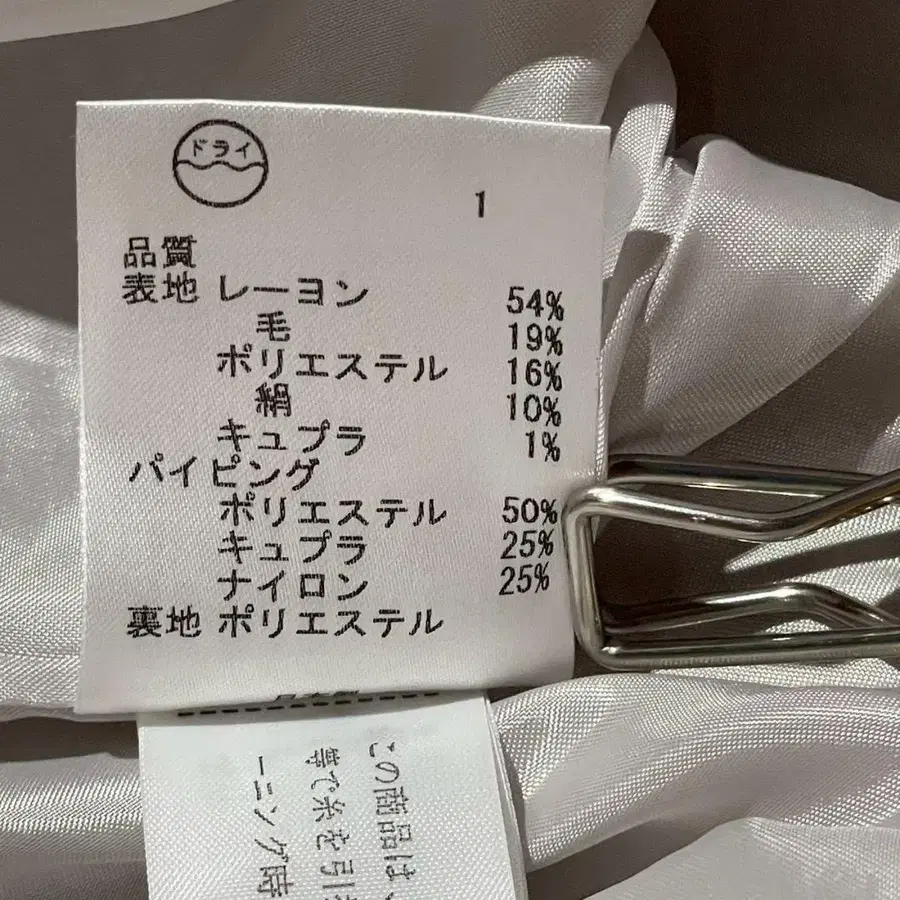 ドライ
1
品質
表地 レーヨン 54%
毛 19%
ポリエステル 16%
絹 10%
キュプラ 1%
パイピング
ポリエステル 50%
キュプラ 25%
ナイロン 25%
裏地 ポリエステル
この商品は、
等で糸を引
ーニング時